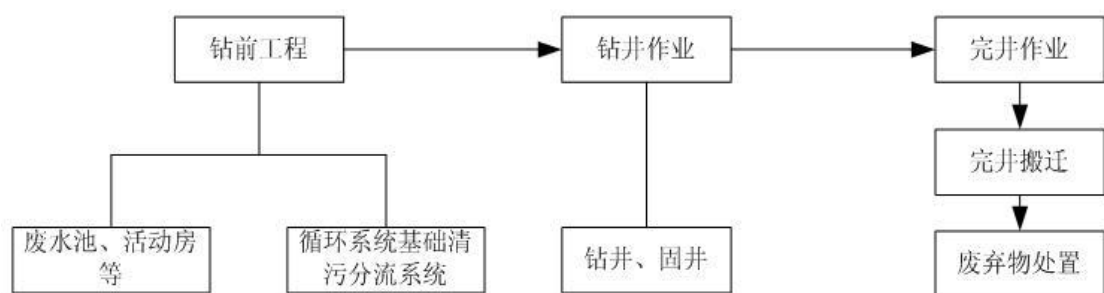 钻前工程
钻井作业
完井作业
完井搬迁
废水池、活动房
等
循环系统基础清
污分流系统
钻井、固井
废弃物处置